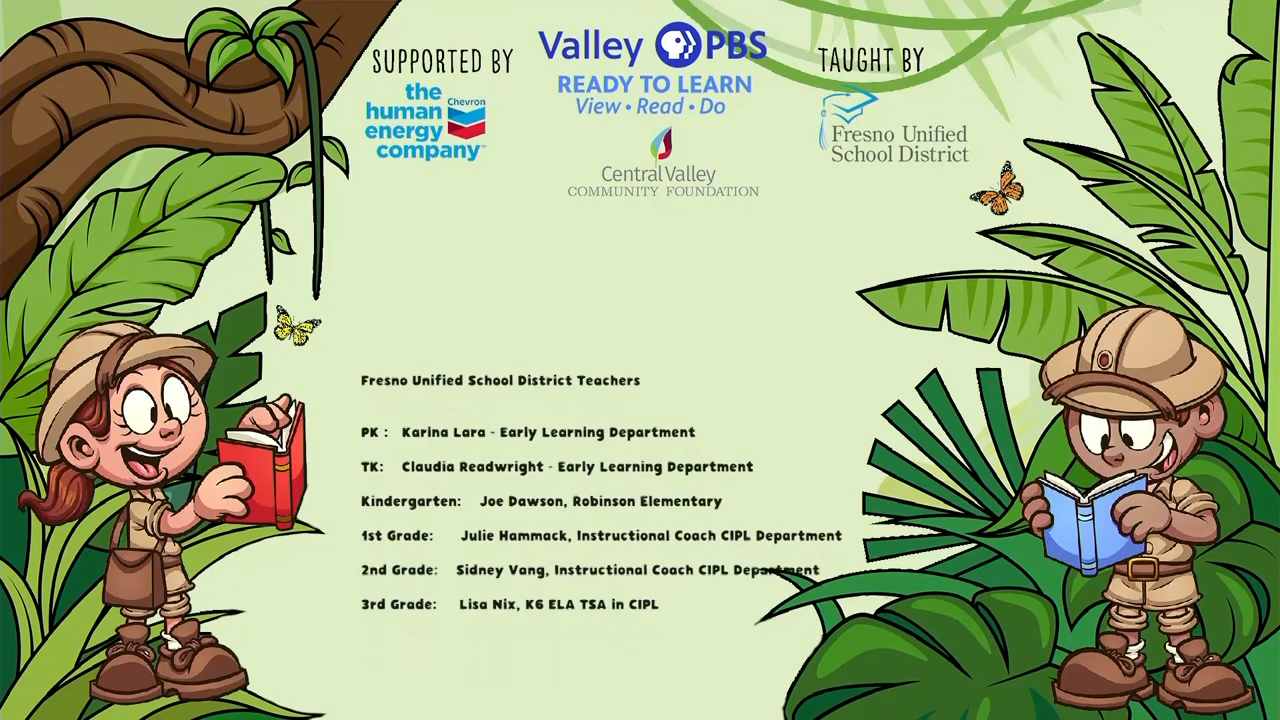 SUPPORTED BY
the
human
energy
company™
Chevron
Valley PBS
READY TO LEARN
View • Read • Do
Central Valley
COMMUNITY FOUNDATION
TAUGHT BY
Fresno Unified
School District
Fresno Unified School District Teachers
PK : Karina Lara - Early Learning Department
TK: Claudia Readwright - Early Learning Department
Kindergarten: Joe Dawson, Robinson Elementary
1st Grade: Julie Hammack, Instructional Coach CIPL Department
2nd Grade: Sidney Vang, Instructional Coach CIPL Department
3rd Grade: Lisa Nix, K6 ELA TSA in CIPL